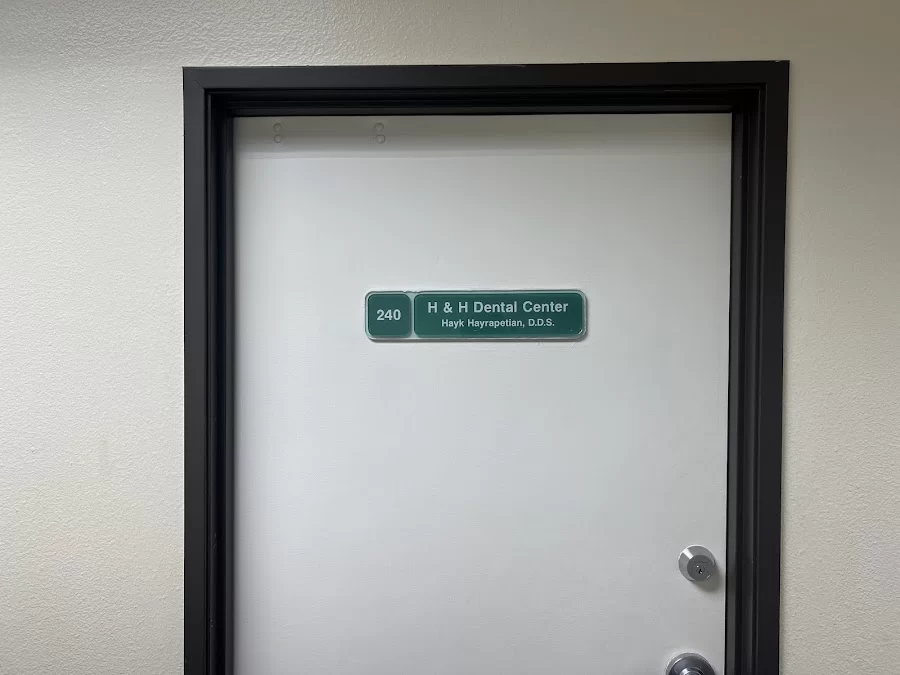 240
H & H Dental Center
Hayk Hayrapetian, D.D.S.